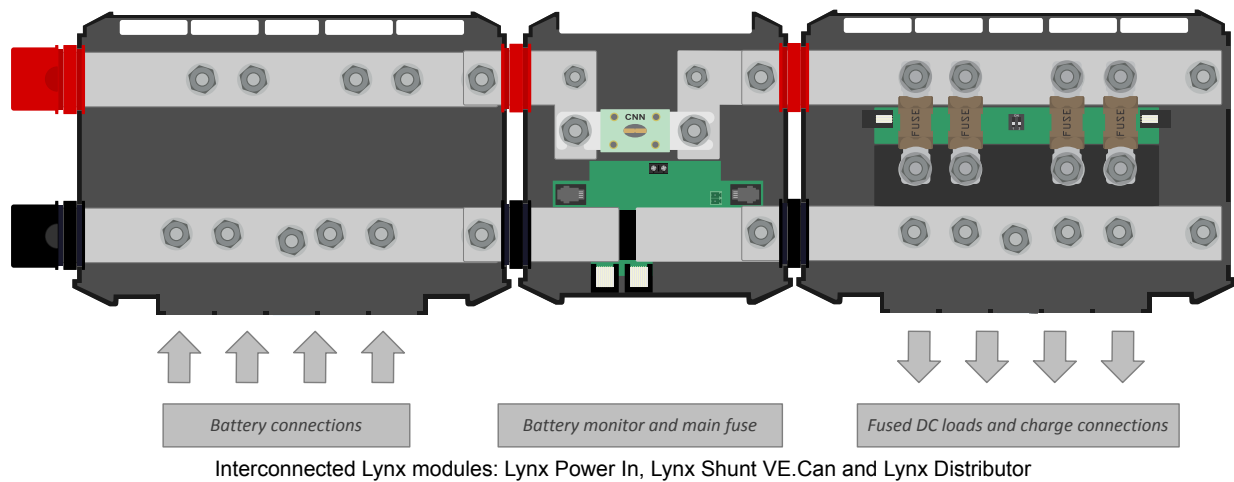 CNN
FUSE
FUSE
FUSE
FUSE
Battery connections
Battery monitor and main fuse
Fused DC loads and charge connections
Interconnected Lynx modules: Lynx Power In, Lynx Shunt VE.Can and Lynx Distributor